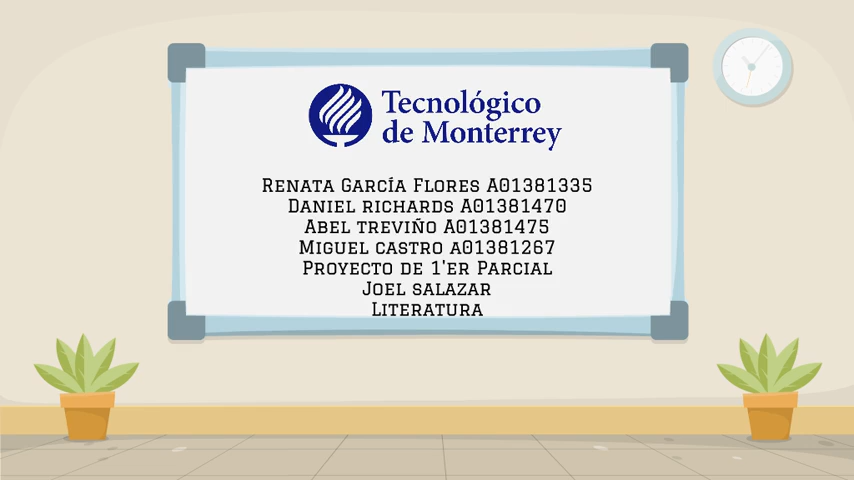 Tecnológico
de Monterrey
Renata García Flores A01381335
Daniel richards A01381470
Abel treviño A01381475
Miguel castro a01381267
Proyecto de 1'er Parcial
Joel salazar
Literatura